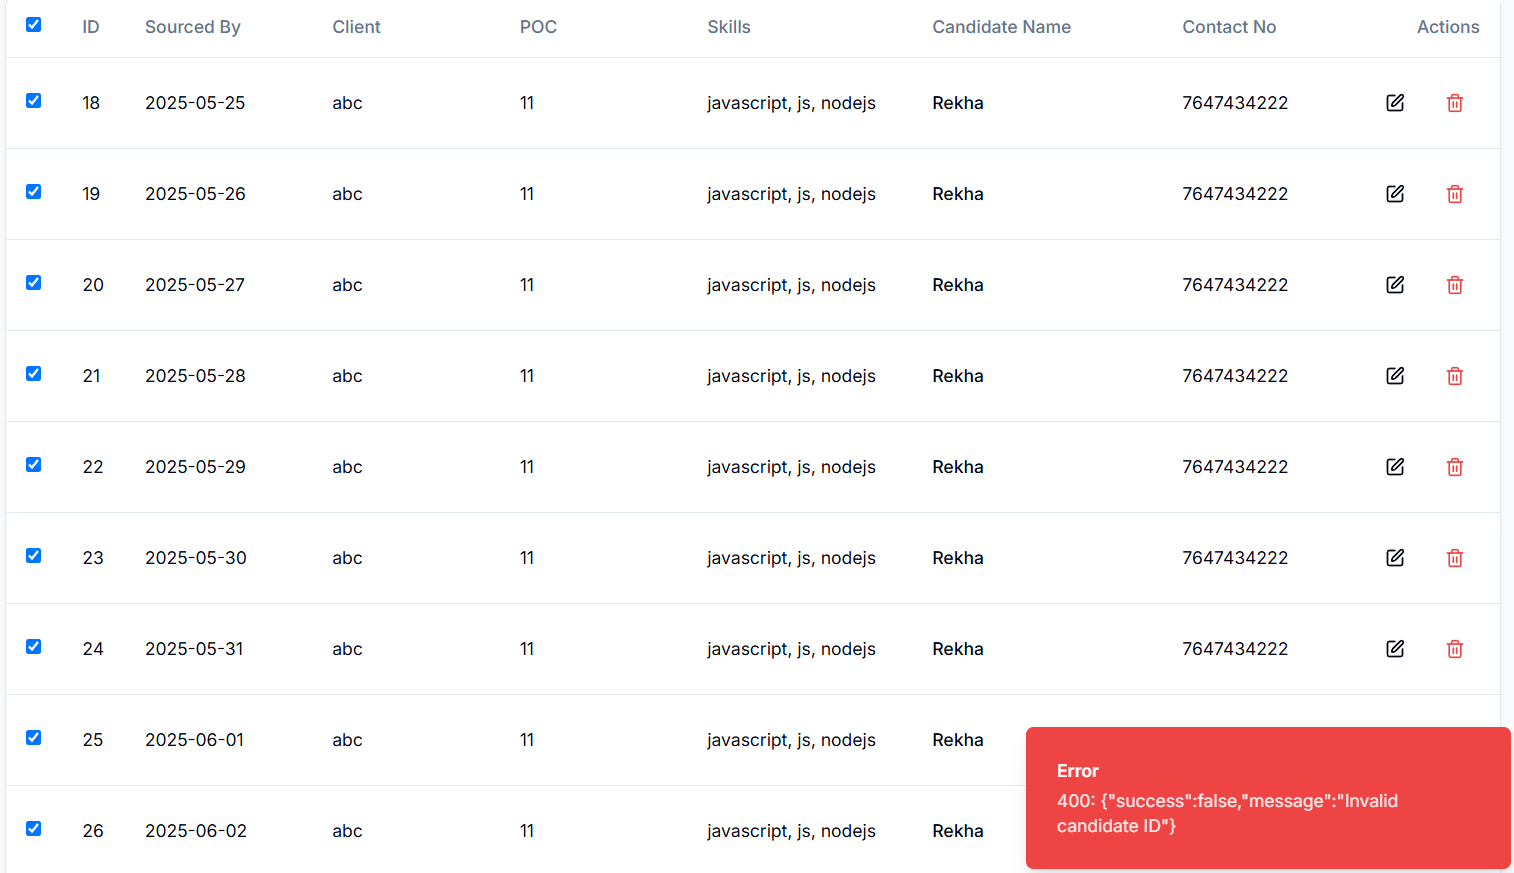 ID Sourced By Client POC Skills Candidate Name Contact No Actions
18 2025-05-25 abc 11 javascript, js, nodejs Rekha 7647434222
19 2025-05-26 abc 11 javascript, js, nodejs Rekha 7647434222
20 2025-05-27 abc 11 javascript, js, nodejs Rekha 7647434222
21 2025-05-28 abc 11 javascript, js, nodejs Rekha 7647434222
22 2025-05-29 abc 11 javascript, js, nodejs Rekha 7647434222
23 2025-05-30 abc 11 javascript, js, nodejs Rekha 7647434222
24 2025-05-31 abc 11 javascript, js, nodejs Rekha 7647434222
25 2025-06-01 abc 11 javascript, js, nodejs Rekha
26 2025-06-02 abc 11 javascript, js, nodejs Rekha
Error
400: {"success":false,"message":"Invalid
candidate ID"}